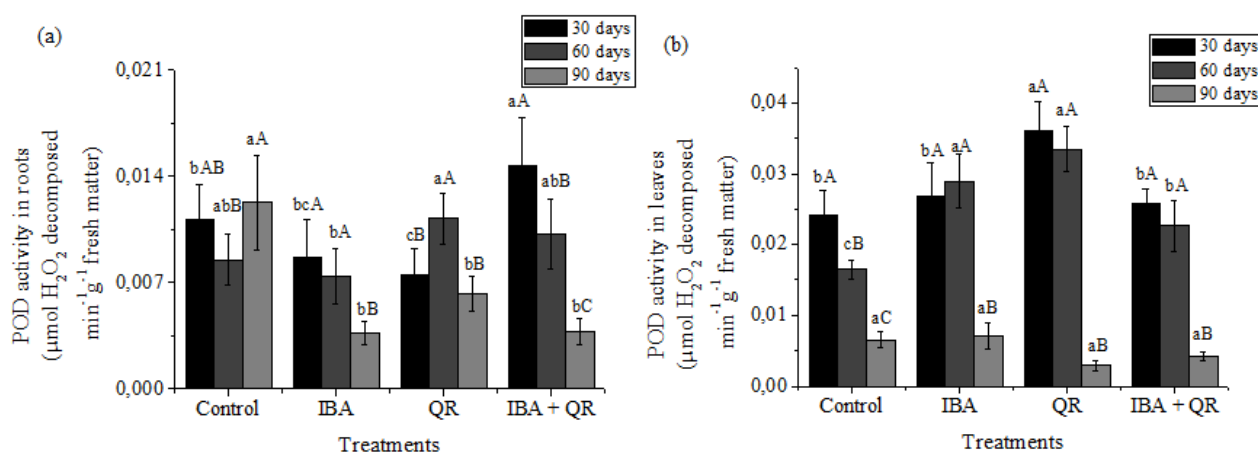 (a)
30 days
60 days
90 days
POD activity in roots
(µmol H₂O₂ decomposed
min⁻¹g⁻¹ fresh matter)
0,021
0,014
0,007
0,000
bAB
abB
aA
bcA
bA
bB
cB
aA
bB
aA
abB
bC
Control
IBA
QR
IBA + QR
Treatments
(b)
30 days
60 days
90 days
POD activity in leaves
(µmol H₂O₂ decomposed
min⁻¹g⁻¹ fresh matter)
0,04
0,03
0,02
0,01
0,00
bA
cB
aC
bA
aA
aB
aA
aA
aB
bA
bA
aB
Control
IBA
QR
IBA + QR
Treatments